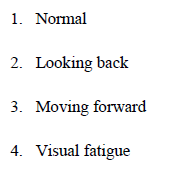 1. Normal
2. Looking back
3. Moving forward
4. Visual fatigue